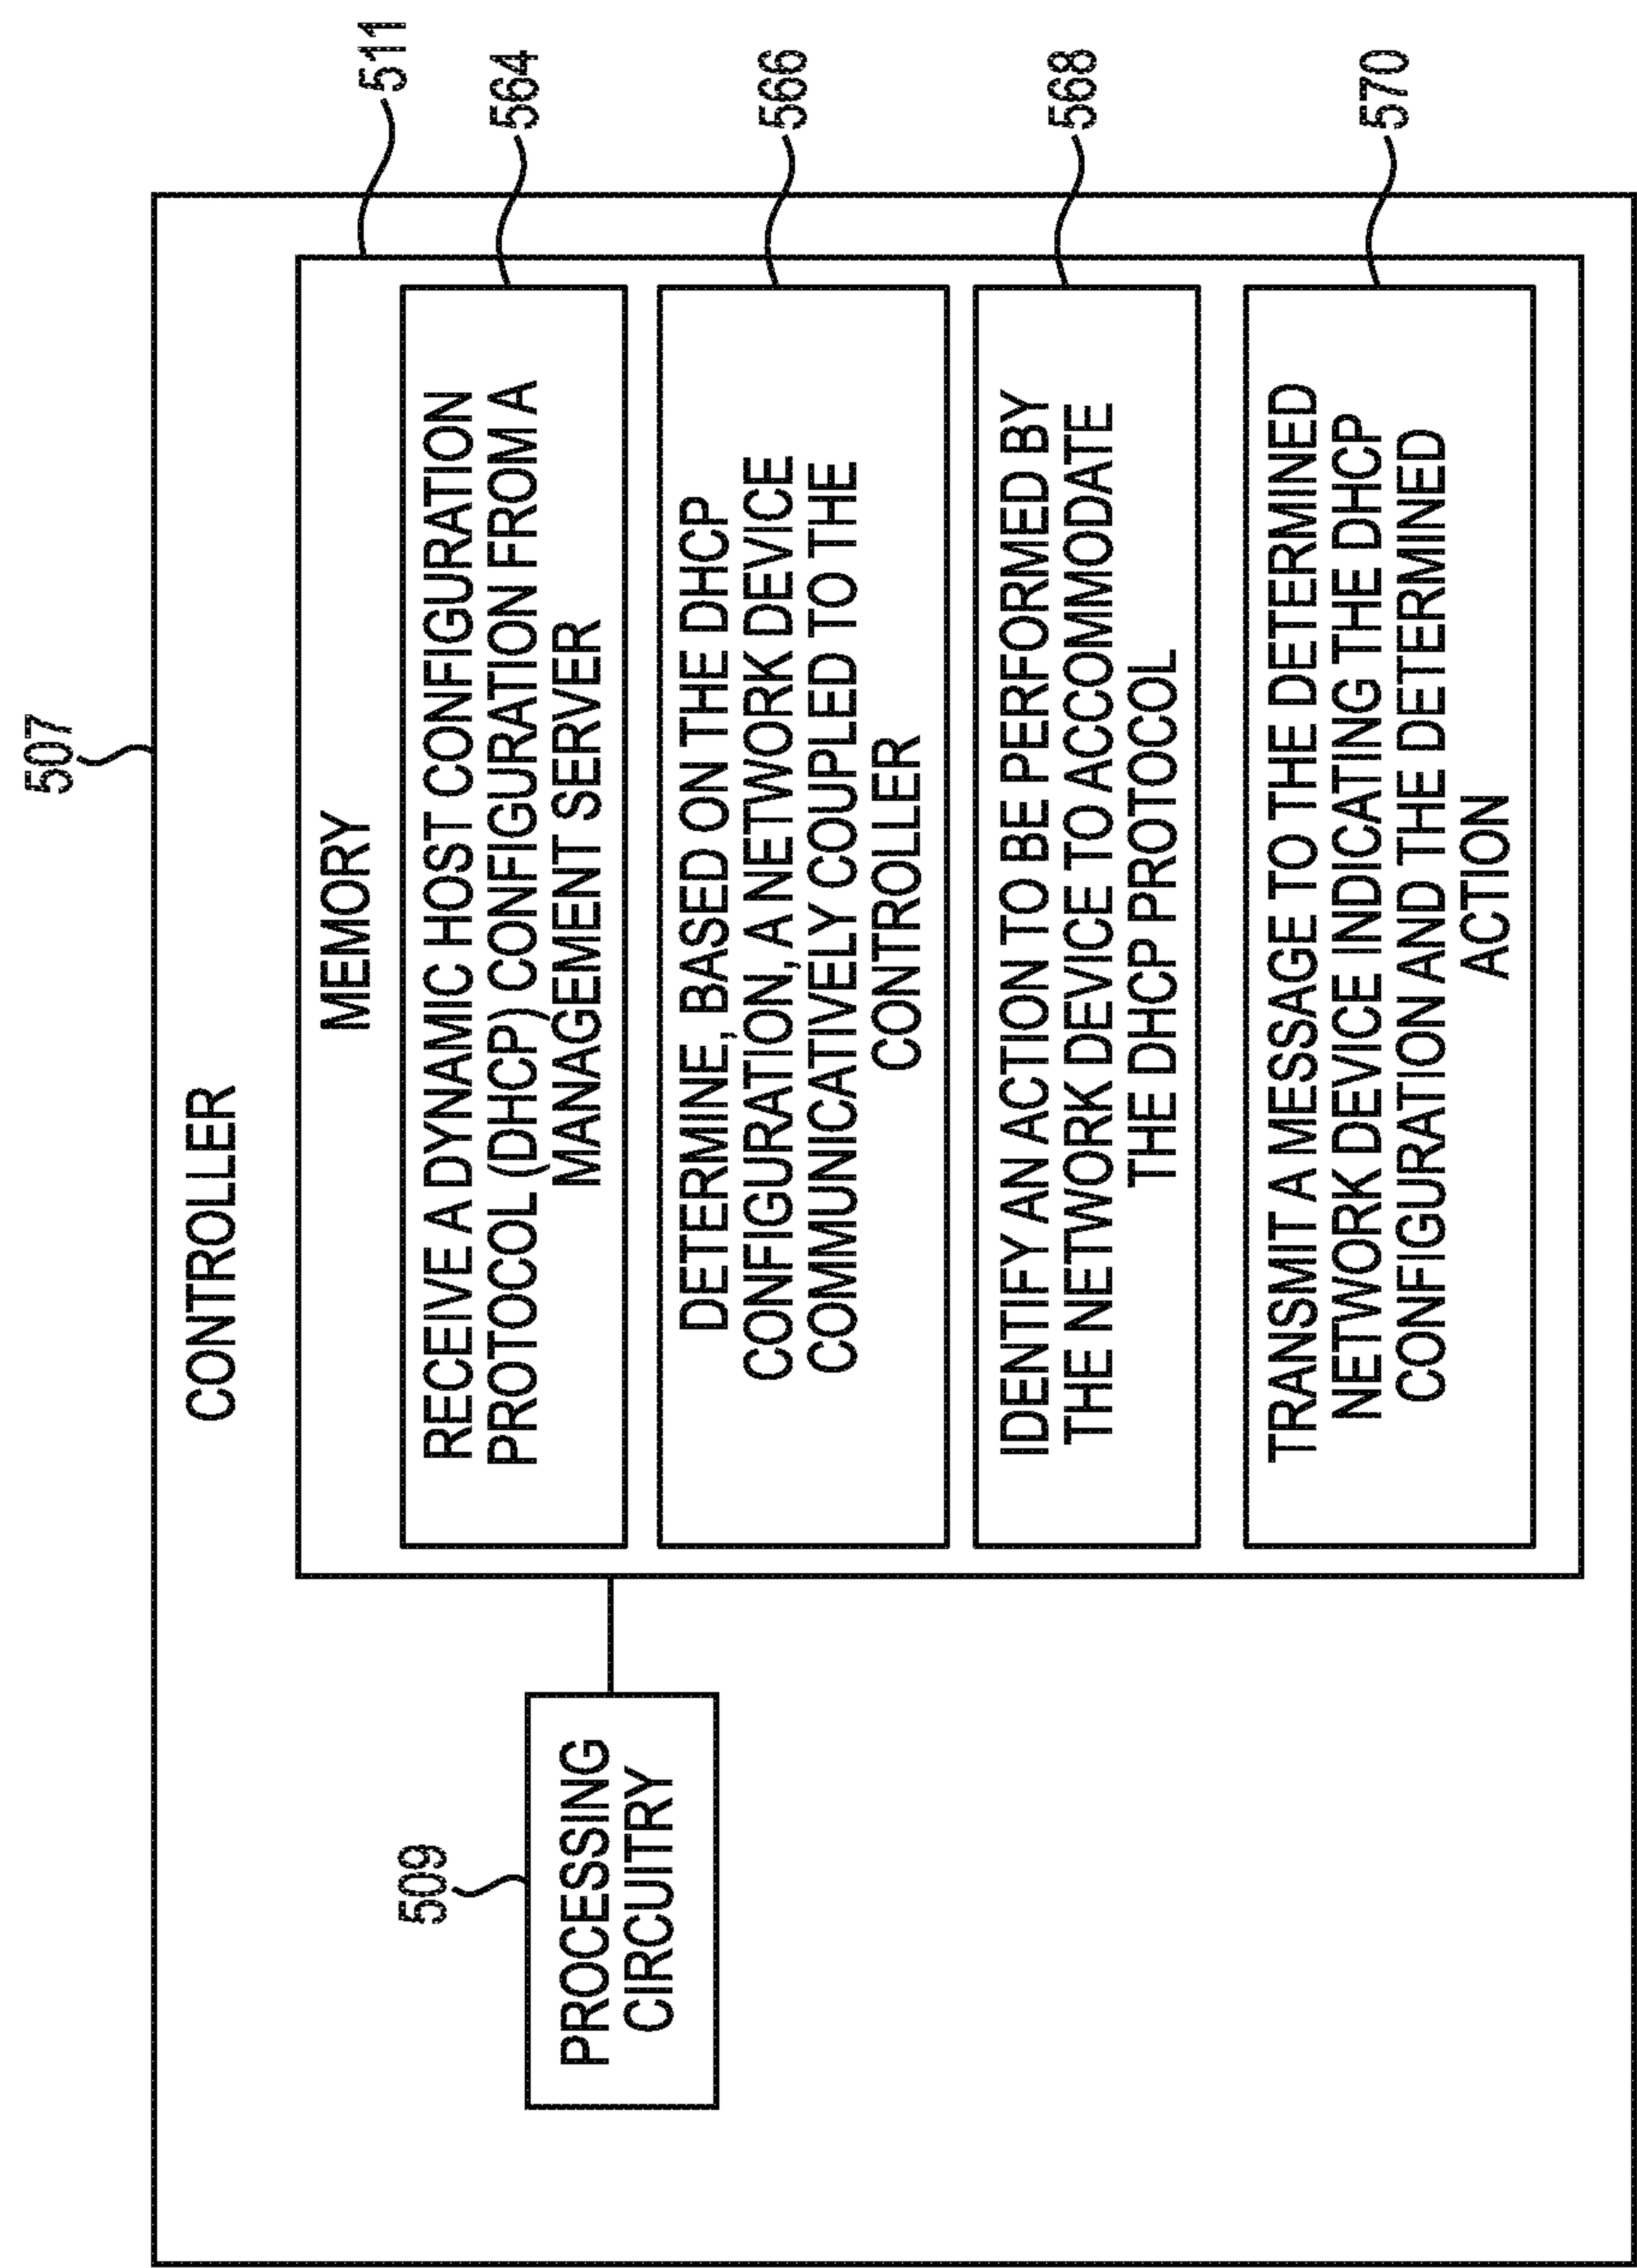 507
CONTROLLER
511
MEMORY
564
RECEIVE A DYNAMIC HOST CONFIGURATION
PROTOCOL (DHCP) CONFIGURATION FROM A
MANAGEMENT SERVER
509
PROCESSING
CIRCUITRY
566
DETERMINE, BASED ON THE DHCP
CONFIGURATION, A NETWORK DEVICE
COMMUNICATIVELY COUPLED TO THE
CONTROLLER
568
IDENTIFY AN ACTION TO BE PERFORMED BY
THE NETWORK DEVICE TO ACCOMMODATE
THE DHCP PROTOCOL
570
TRANSMIT A MESSAGE TO THE DETERMINED
NETWORK DEVICE INDICATING THE DHCP
CONFIGURATION AND THE DETERMINED
ACTION